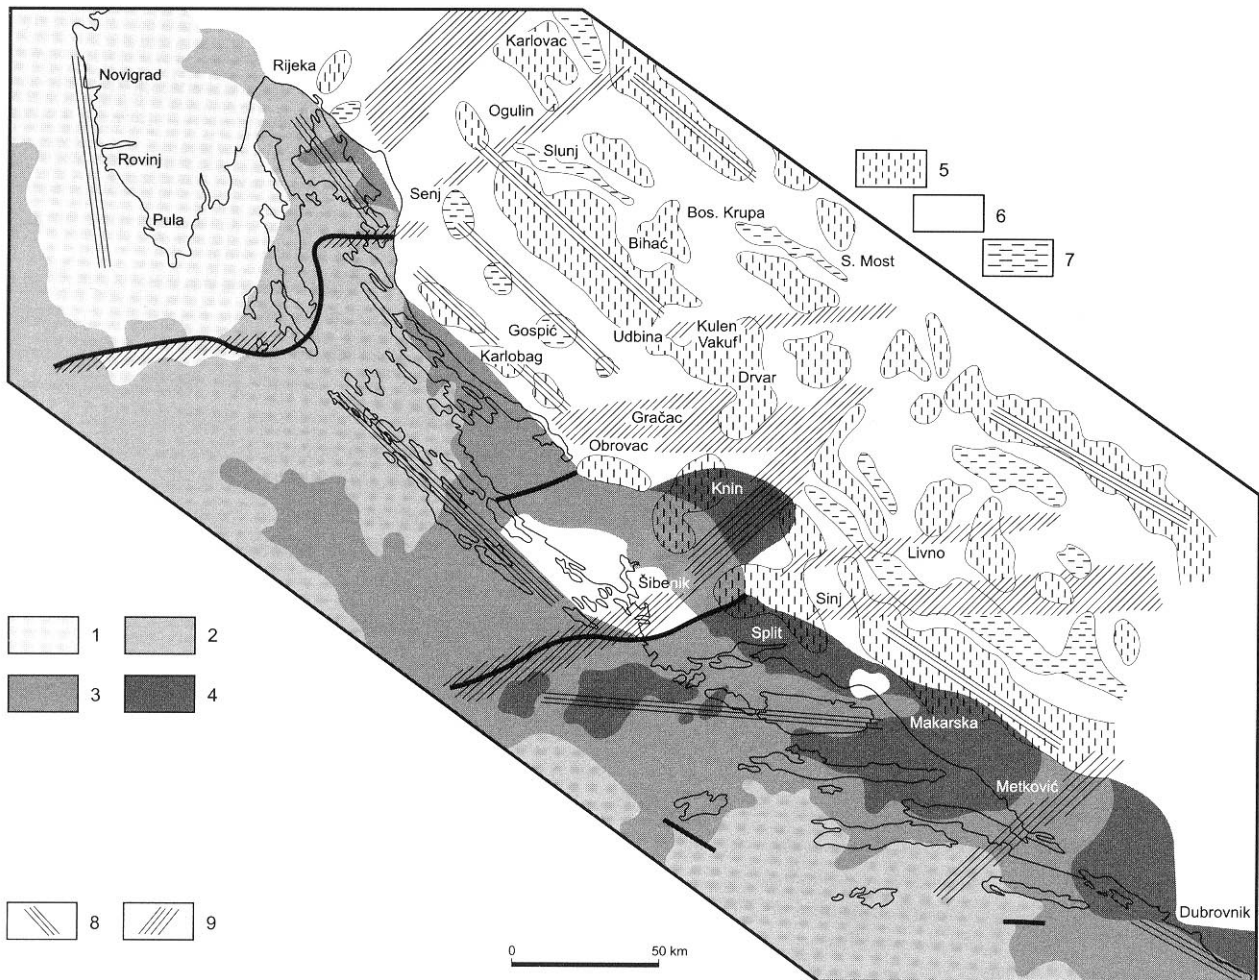 Karlovac
Rijeka
Novigrad
Ogulin
Slunj
Rovinj
5
Senj
Bos. Krupa
6
Pula
Bihać
S. Most
7
Gospić
Udbina
Kulen
Vakuf
Karlobag
Drvar
Gračac
Obrovac
Knin
Livno
Šibenik
Sinj
1
2
Split
3
4
Makarska
Metković
Dubrovnik
8
9
0
50 km